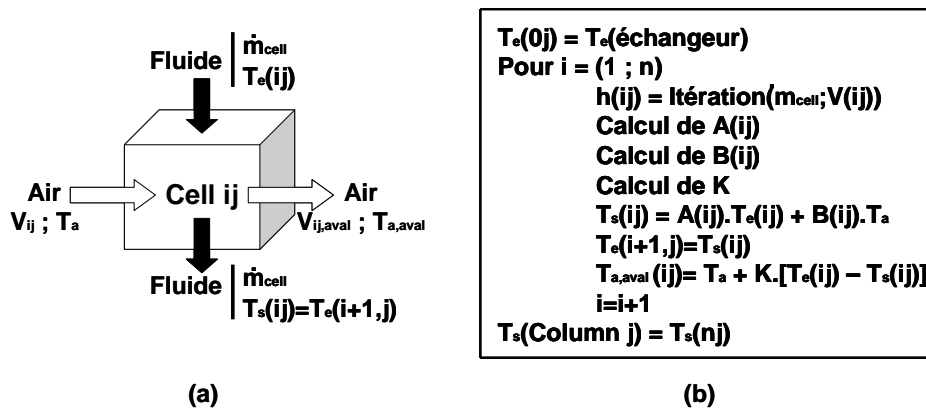 Fluide
ṁcell
Te(ij)
Air
Vij ; Ta
Cell ij
Air
Vij,aval ; Ta,aval
Fluide
ṁcell
Ts(ij)=Te(i+1,j)
(a)
Te(0j) = Te(échangeur)
Pour i = (1 ; n)
h(ij) = Itération(ṁcell;V(ij))
Calcul de A(ij)
Calcul de B(ij)
Calcul de K
Ts(ij) = A(ij).Te(ij) + B(ij).Ta
Te(i+1,j)=Ts(ij)
Ta,aval (ij)= Ta + K.[Te(ij) – Ts(ij)]
i=i+1
Ts(Column j) = Ts(nj)
(b)